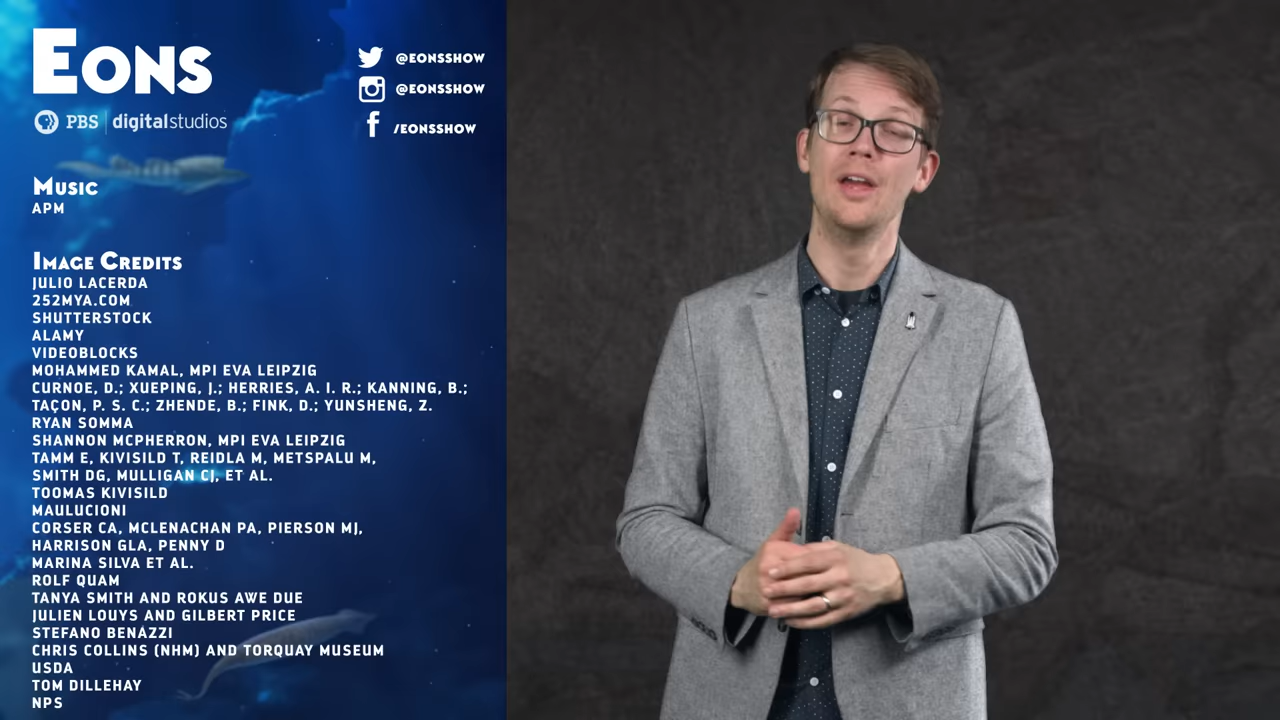 EONS
PBS digitalstudios
@EONSSHOW
@EONSSHOW
/EONSSHOW
MUSIC
APM
IMAGE CREDITS
JULIO LACERDA
252MYA.COM
SHUTTERSTOCK
ALAMY
VIDEOBLOCKS
MOHAMMED KAMAL, MPI EVA LEIPZIG
CURNOE, D.; XUEPING, J.; HERRIES, A. I. R.; KANNING, B.;
TAÇON, P. S. C.; ZHENDE, B.; FINK, D.; YUNSHENG, Z.
RYAN SOMMA
SHANNON MCPHERRON, MPI EVA LEIPZIG
TAMM E, KIVISILD T, REIDLA M, METSPALU M,
SMITH DG, MULLIGAN CJ, ET AL.
TOOMAS KIVISILD
MAULUCIONI
CORSER CA, MCLENACHAN PA, PIERSON MJ,
HARRISON GLA, PENNY D
MARINA SILVA ET AL.
ROLF QUAM
TANYA SMITH AND ROKUS AWE DUE
JULIEN LOUYS AND GILBERT PRICE
STEFANO BENAZZI
CHRIS COLLINS (NHM) AND TORQUAY MUSEUM
USDA
TOM DILLEHAY
NPS